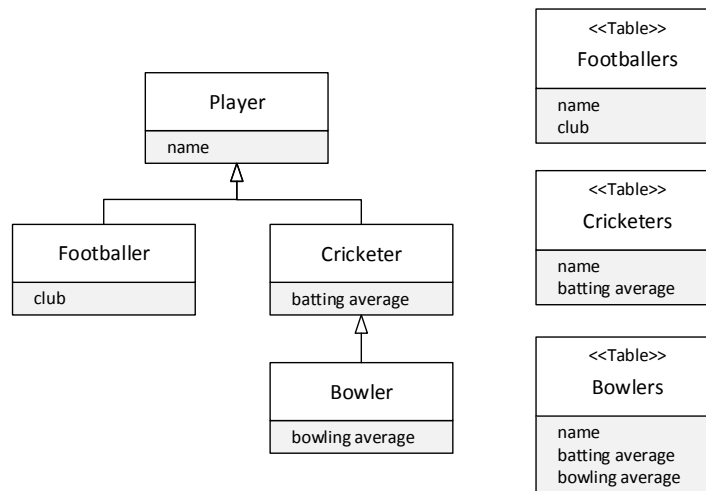 Player
name
Footballer
club
Cricketer
batting average
Bowler
bowling average
<<Table>>
Footballers
name
club
<<Table>>
Cricketers
name
batting average
<<Table>>
Bowlers
name
batting average
bowling average